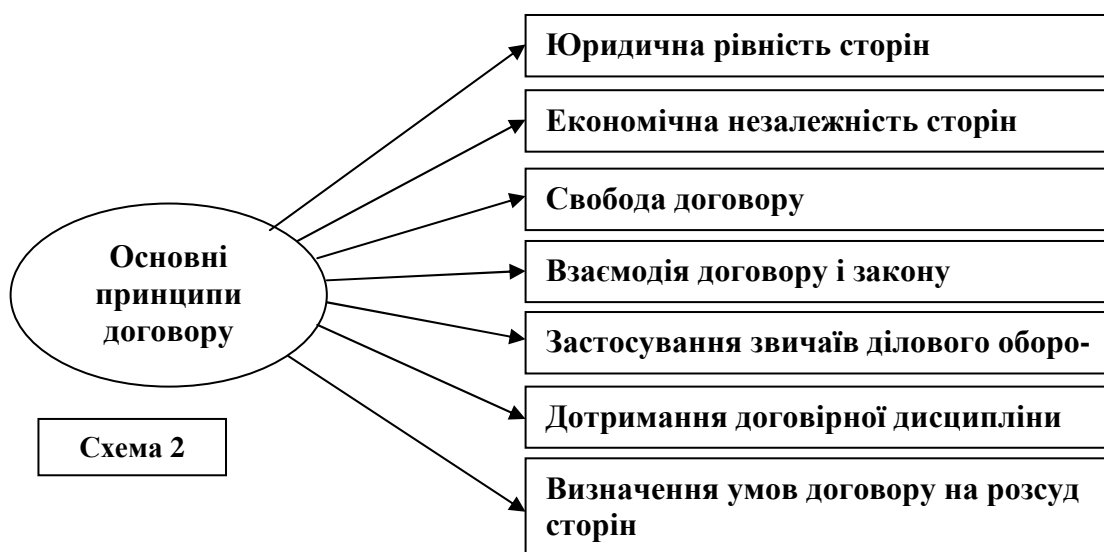 Юридична рівність сторін
Економічна незалежність сторін
Свобода договору
Взаємодія договору і закону
Застосування звичаїв ділового оборо-
Дотримання договірної дисципліни
Визначення умов договору на розсуд
сторін
Основні
принципи
договору
Схема 2